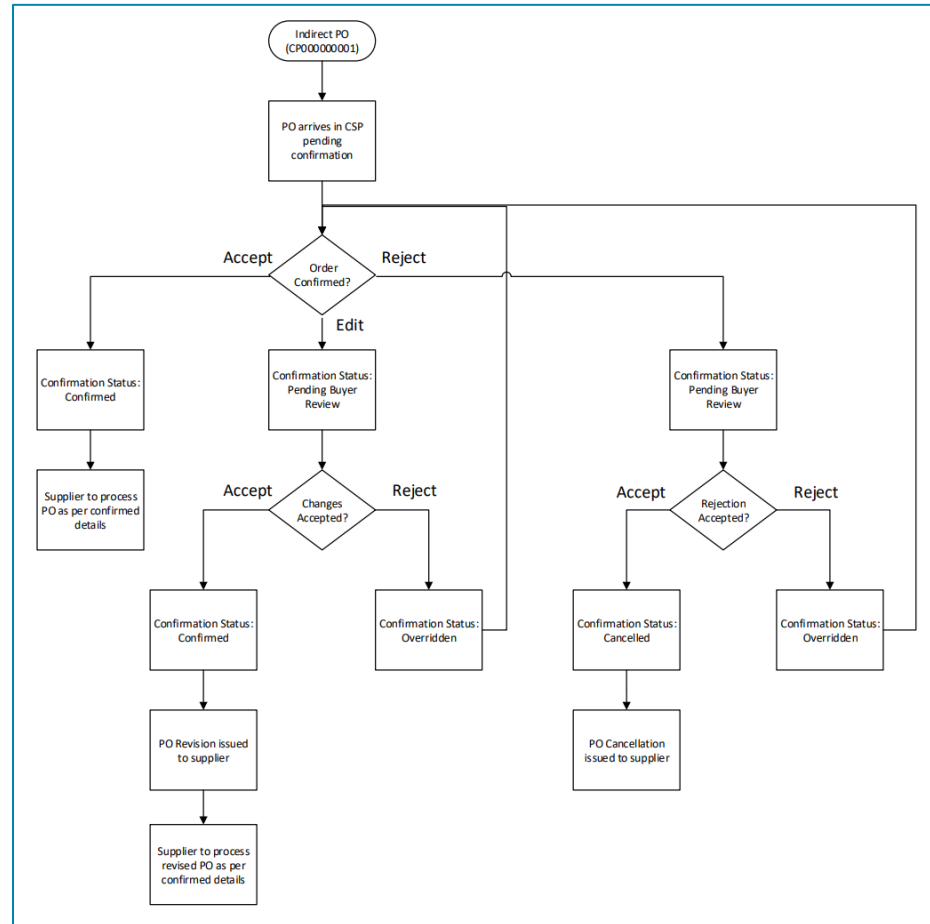 Indirect PO
(CP000000001)
PO arrives in CSP
pending
confirmation
Accept
Reject
Order
Confirmed?
Edit
Confirmation Status:
Confirmed
Confirmation Status:
Pending Buyer
Review
Confirmation Status:
Pending Buyer
Review
Supplier to process
PO as per confirmed
details
Accept
Reject
Changes
Accepted?
Accept
Reject
Rejection
Accepted?
Confirmation Status:
Confirmed
Confirmation Status:
Overridden
Confirmation Status:
Cancelled
Confirmation Status:
Overridden
PO Revision issued
to supplier
PO Cancellation
issued to supplier
Supplier to process
revised PO as per
confirmed details